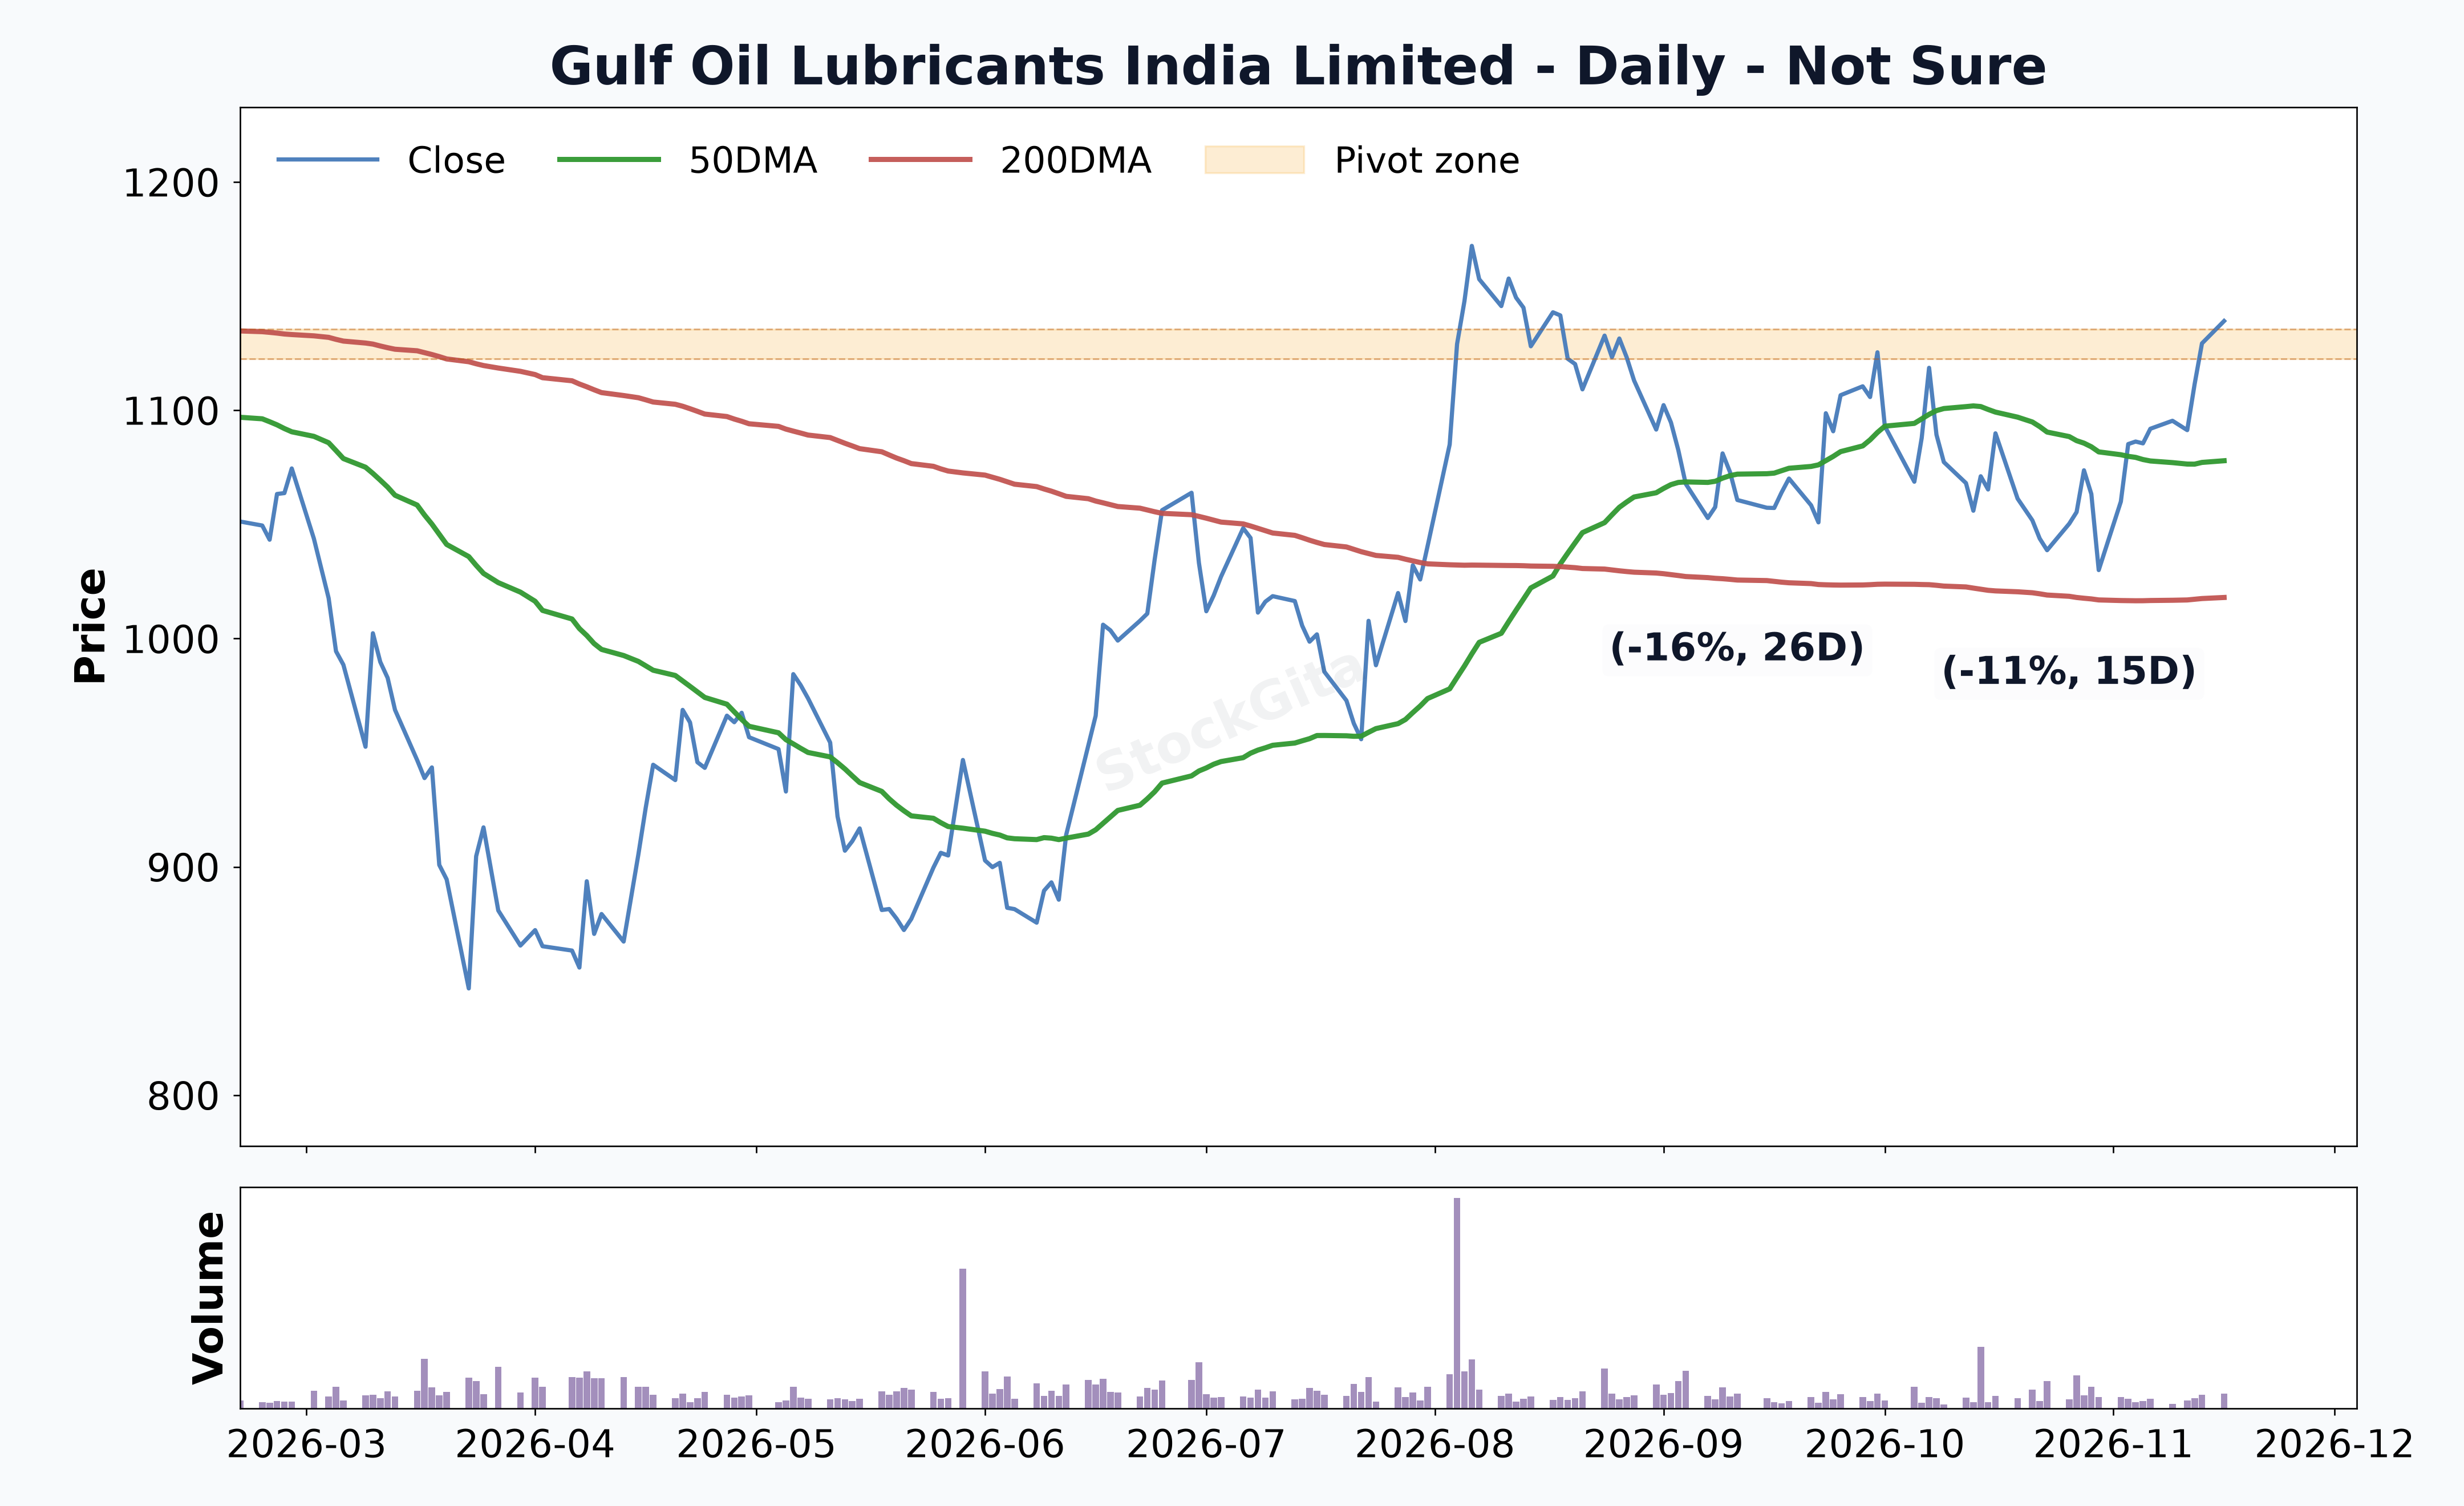 Gulf Oil Lubricants India Limited - Daily - Not Sure
Close 50DMA 200DMA Pivot zone
1200
1100
1000
900
800
Price
(-16%, 26D)
(-11%, 15D)
StockGita
Volume
2026-03 2026-04 2026-05 2026-06 2026-07 2026-08 2026-09 2026-10 2026-11 2026-12